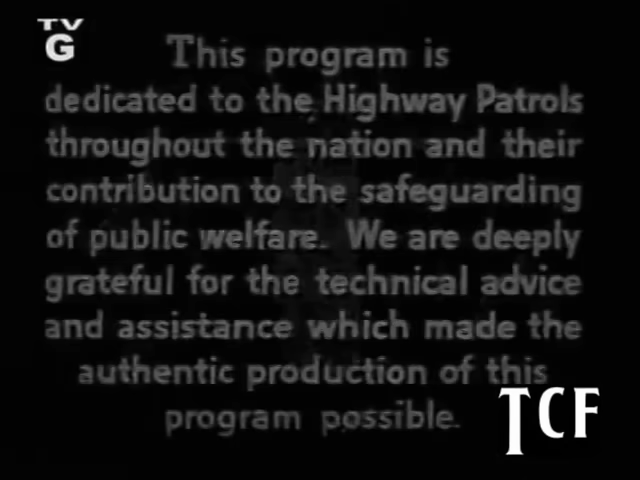 TV
G
This program is
dedicated to the Highway Patrols
throughout the nation and their
contribution to the safeguarding
of public welfare. We are deeply
grateful for the technical advice
and assistance which made the
authentic production of this
program possible.
TCF